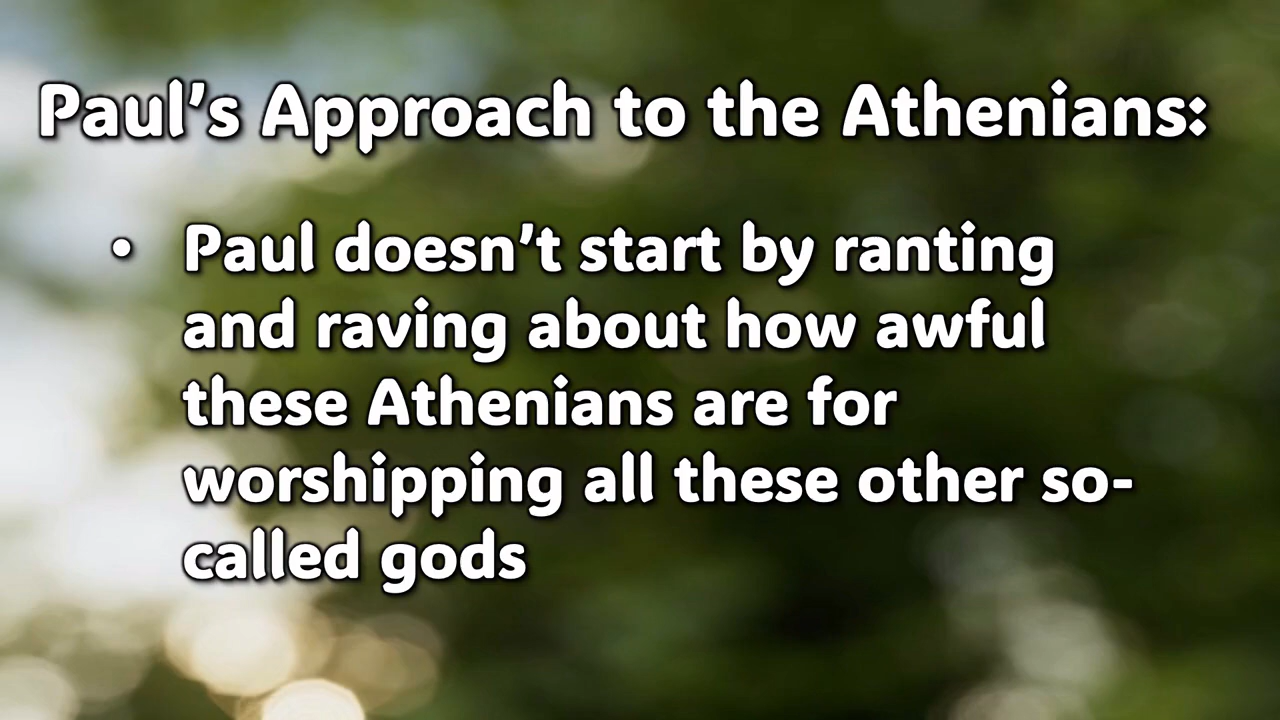 Paul’s Approach to the Athenians:
• Paul doesn’t start by ranting
and raving about how awful
these Athenians are for
worshipping all these other so-
called gods